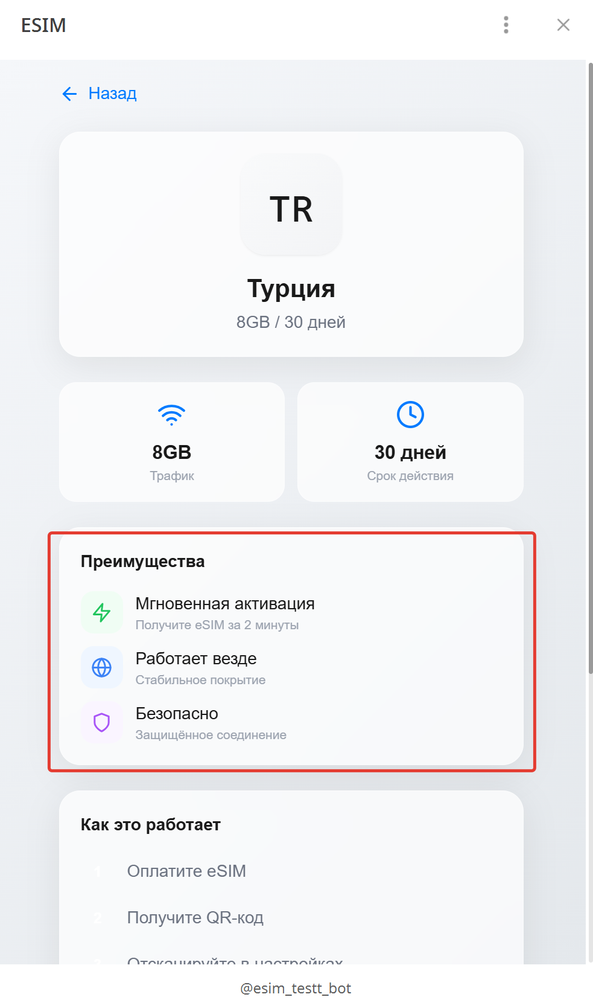 ESIM
Назад
TR
Турция
8GB / 30 дней
8GB
Трафик
30 дней
Срок действия
Преимущества
Мгновенная активация
Получите eSIM за 2 минуты
Работает везде
Стабильное покрытие
Безопасно
Защищённое соединение
Как это работает
1 Оплатите eSIM
2 Получите QR-код
3 Отсканируйте в настройках
@esim_testt_bot